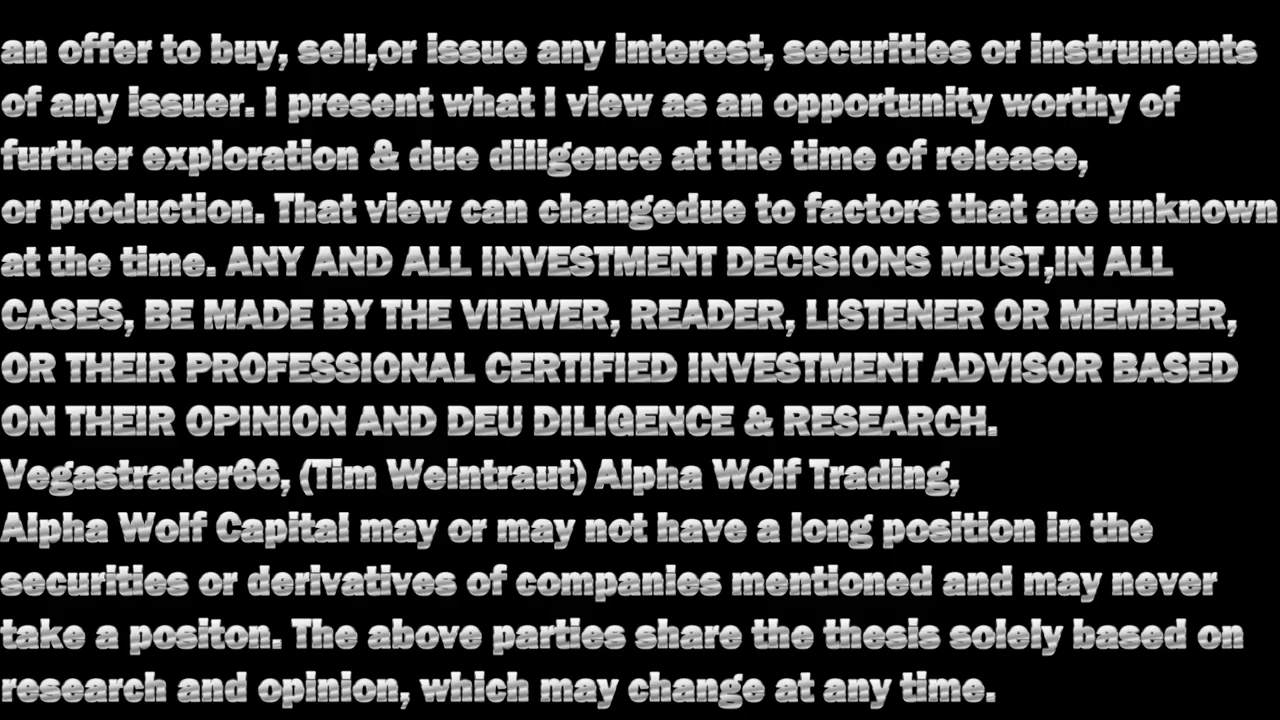 an offer to buy, sell,or issue any interest, securities or instruments
of any issuer. I present what I view as an opportunity worthy of
further exploration & due diligence at the time of release,
or production. That view can changedue to factors that are unknown
at the time. ANY AND ALL INVESTMENT DECISIONS MUST,IN ALL
CASES, BE MADE BY THE VIEWER, READER, LISTENER OR MEMBER,
OR THEIR PROFESSIONAL CERTIFIED INVESTMENT ADVISOR BASED
ON THEIR OPINION AND DEU DILIGENCE & RESEARCH.
Vegastrader66, (Tim Weintraut) Alpha Wolf Trading,
Alpha Wolf Capital may or may not have a long position in the
securities or derivatives of companies mentioned and may never
take a positon. The above parties share the thesis solely based on
research and opinion, which may change at any time.